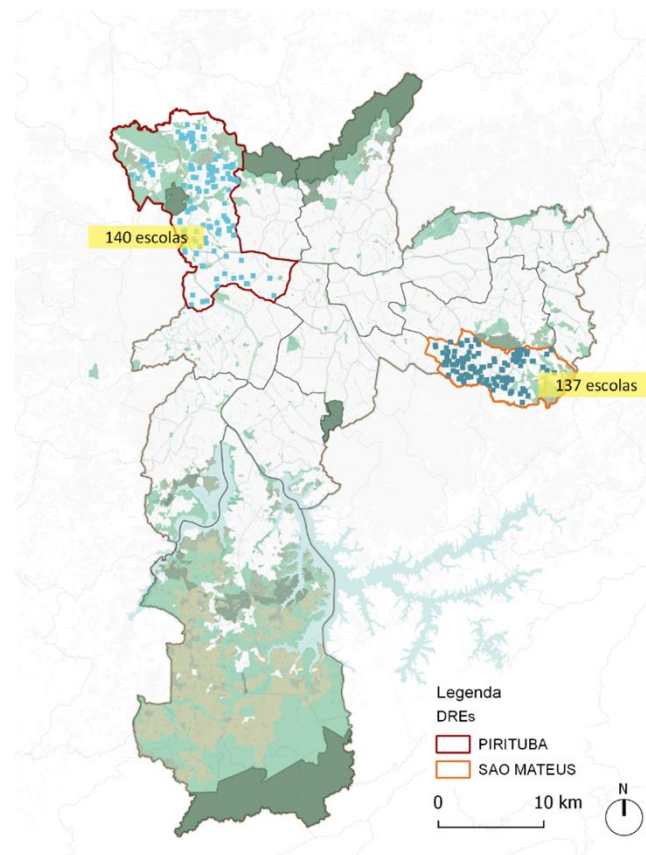 140 escolas
137 escolas
Legenda
DREs
PIRITUBA
SAO MATEUS
0 10 km
N